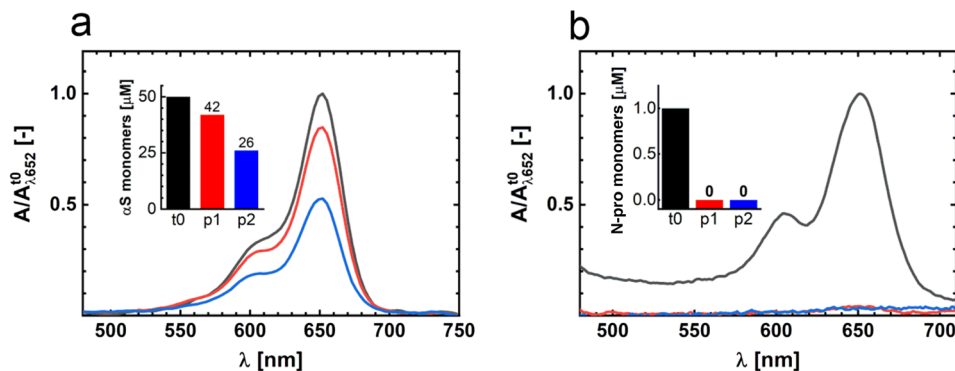 a
A/A^t0_λ652 [-]
1.0
0.5
αS monomers [μM]
50
25
0
42
26
t0 p1 p2
500 550 600 650 700 750
λ [nm]
b
A/A^t0_λ652 [-]
1.0
0.5
N-pro monomers [μM]
1.0
0.5
0.0
0 0
t0 p1 p2
500 550 600 650 700
λ [nm]